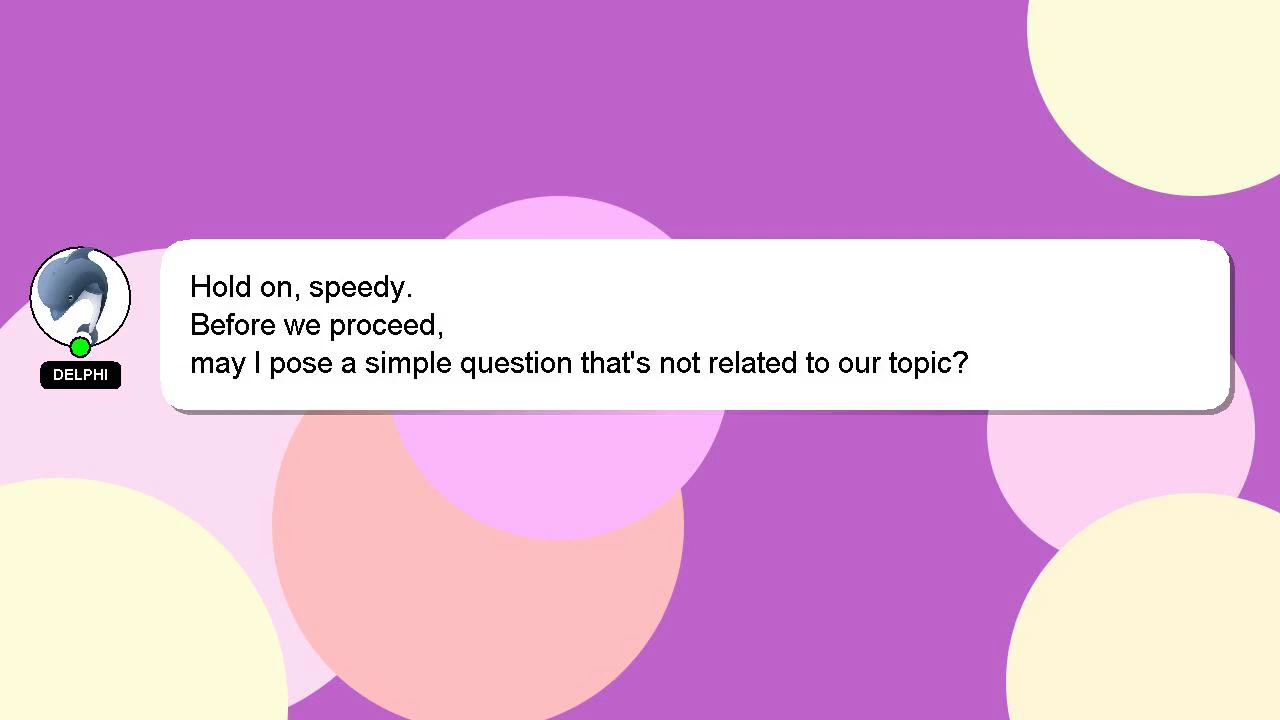 Hold on, speedy.
Before we proceed,
may I pose a simple question that's not related to our topic?
DELPHI